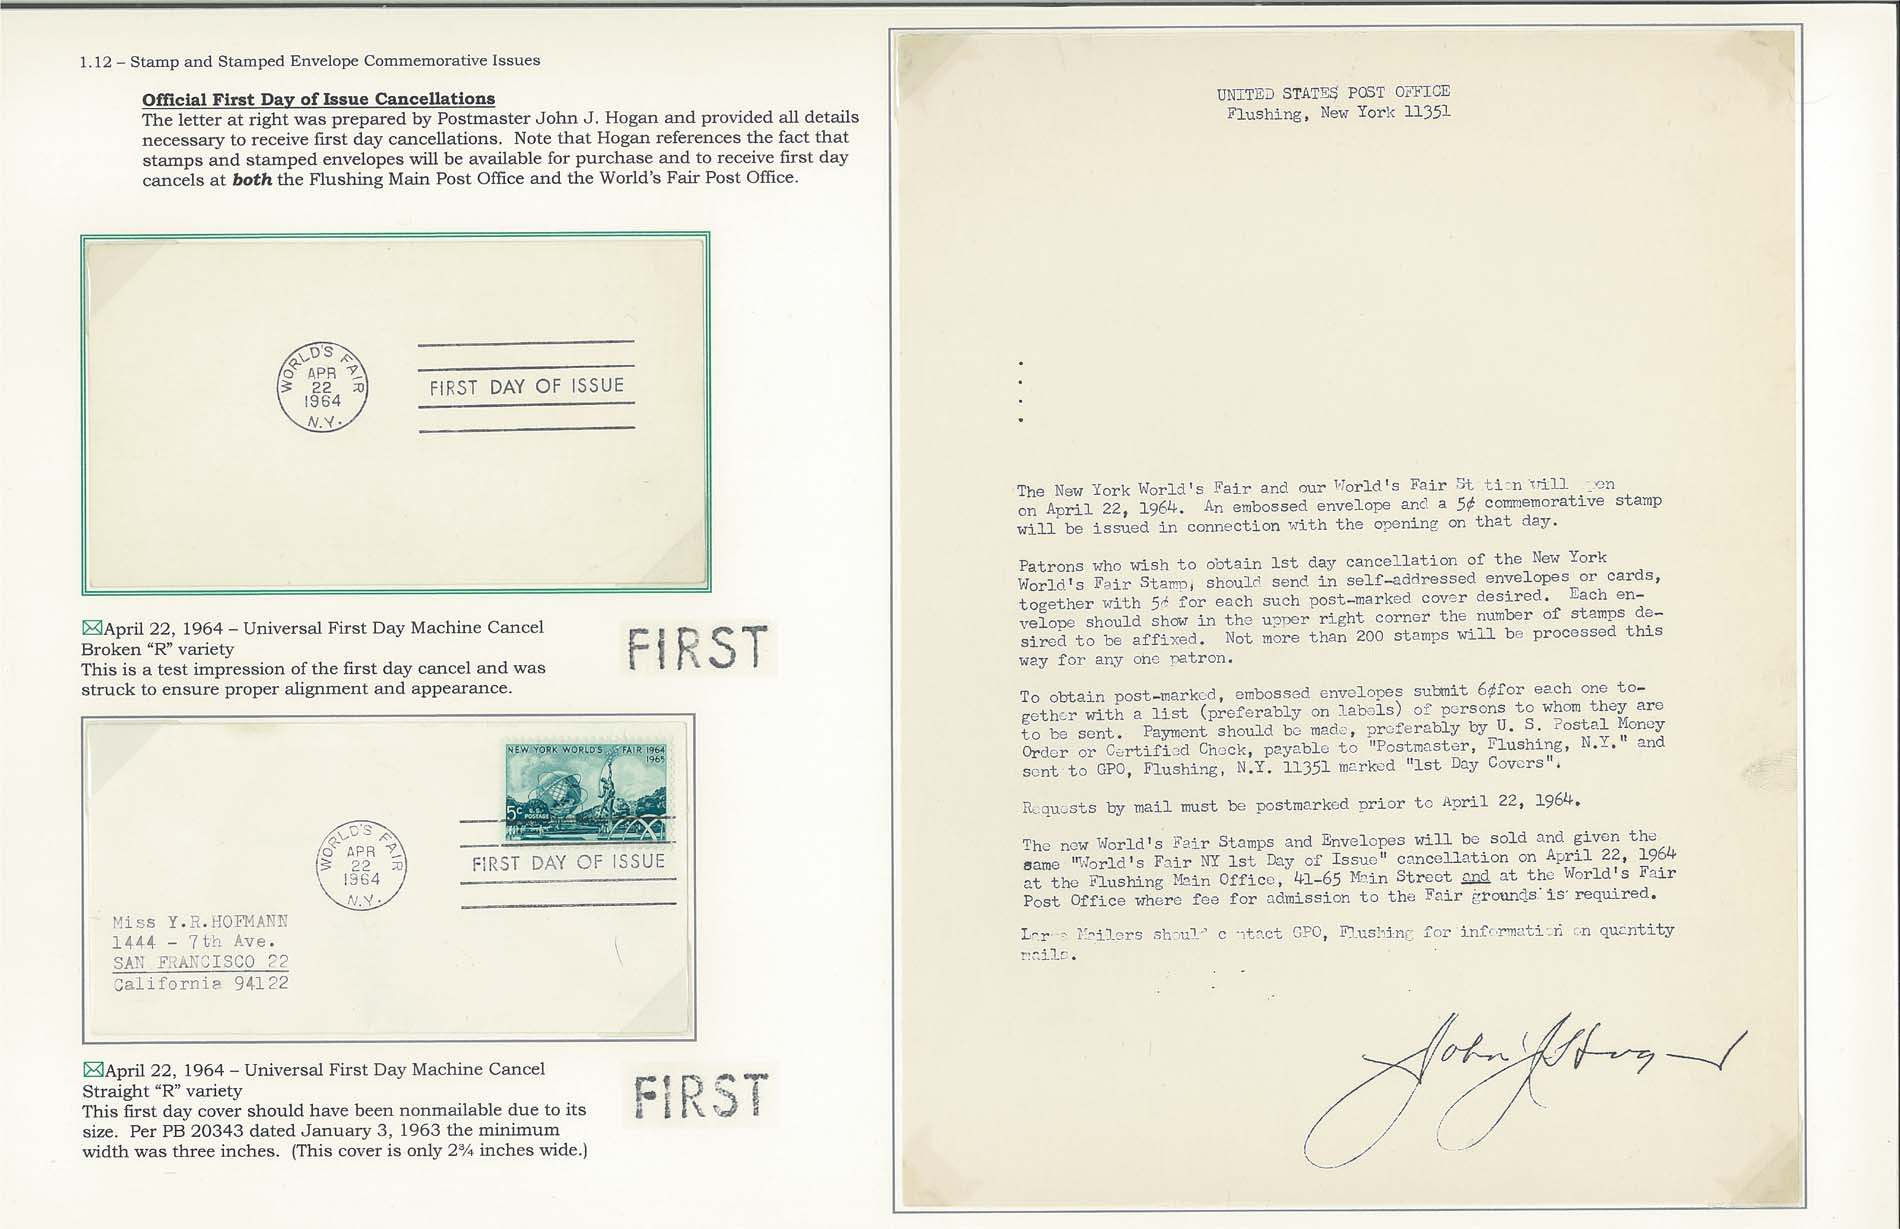 1.12 – Stamp and Stamped Envelope Commemorative Issues
Official First Day of Issue Cancellations
The letter at right was prepared by Postmaster John J. Hogan and provided all details
necessary to receive first day cancellations.  Note that Hogan references the fact that
stamps and stamped envelopes will be available for purchase and to receive first day
cancels at both the Flushing Main Post Office and the World's Fair Post Office.
WORLD'S FAIR
APR
22
1964
N.Y.
FIRST DAY OF ISSUE
April 22, 1964 – Universal First Day Machine Cancel
Broken “R” variety
This is a test impression of the first day cancel and was
struck to ensure proper alignment and appearance.
FIRST
NEW YORK WORLD'S FAIR 1964
1965
5c
POSTAGE
WORLD'S FAIR
APR
22
1964
N.Y.
FIRST DAY OF ISSUE
Miss Y.R.HOFMANN
1444 - 7th Ave.
SAN FRANCISCO 22
California 94122
April 22, 1964 – Universal First Day Machine Cancel
Straight “R” variety
This first day cover should have been nonmailable due to its
size.  Per PB 20343 dated January 3, 1963 the minimum
width was three inches.  (This cover is only 2¾ inches wide.)
FIRST
UNITED STATES POST OFFICE
Flushing, New York 11351
The New York World's Fair and our World's Fair will
on April 22, 1964.  An embossed envelope and a 5¢ commemorative stamp
will be issued in connection with the opening on that day.
Patrons who wish to obtain 1st day cancellation of the New York
World's Fair Stamp, should send in self-addressed envelopes or cards,
together with 5¢ for each such post-marked cover desired.  Each en-
velope should show in the upper right corner the number of stamps de-
sired to be affixed.  Not more than 200 stamps will be processed this
way for any one patron.
To obtain post-marked, embossed envelopes submit 6¢for each one to-
gether with a list (preferably on labels) of persons to whom they are
to be sent.  Payment should be made, preferably by U. S. Postal Money
Order or Certified Check, payable to "Postmaster, Flushing, N.Y." and
sent to GPO, Flushing, N.Y. 11351 marked "1st Day Covers".
Requests by mail must be postmarked prior to April 22, 1964.
The new World's Fair Stamps and Envelopes will be sold and given the
same "World's Fair NY 1st Day of Issue" cancellation on April 22, 1964
at the Flushing Main Office, 41-65 Main Street and at the World's Fair
Post Office where fee for admission to the Fair grounds is required.
Mailers should contact GPO, Flushing for information on quantity
mails.
John J Hogan